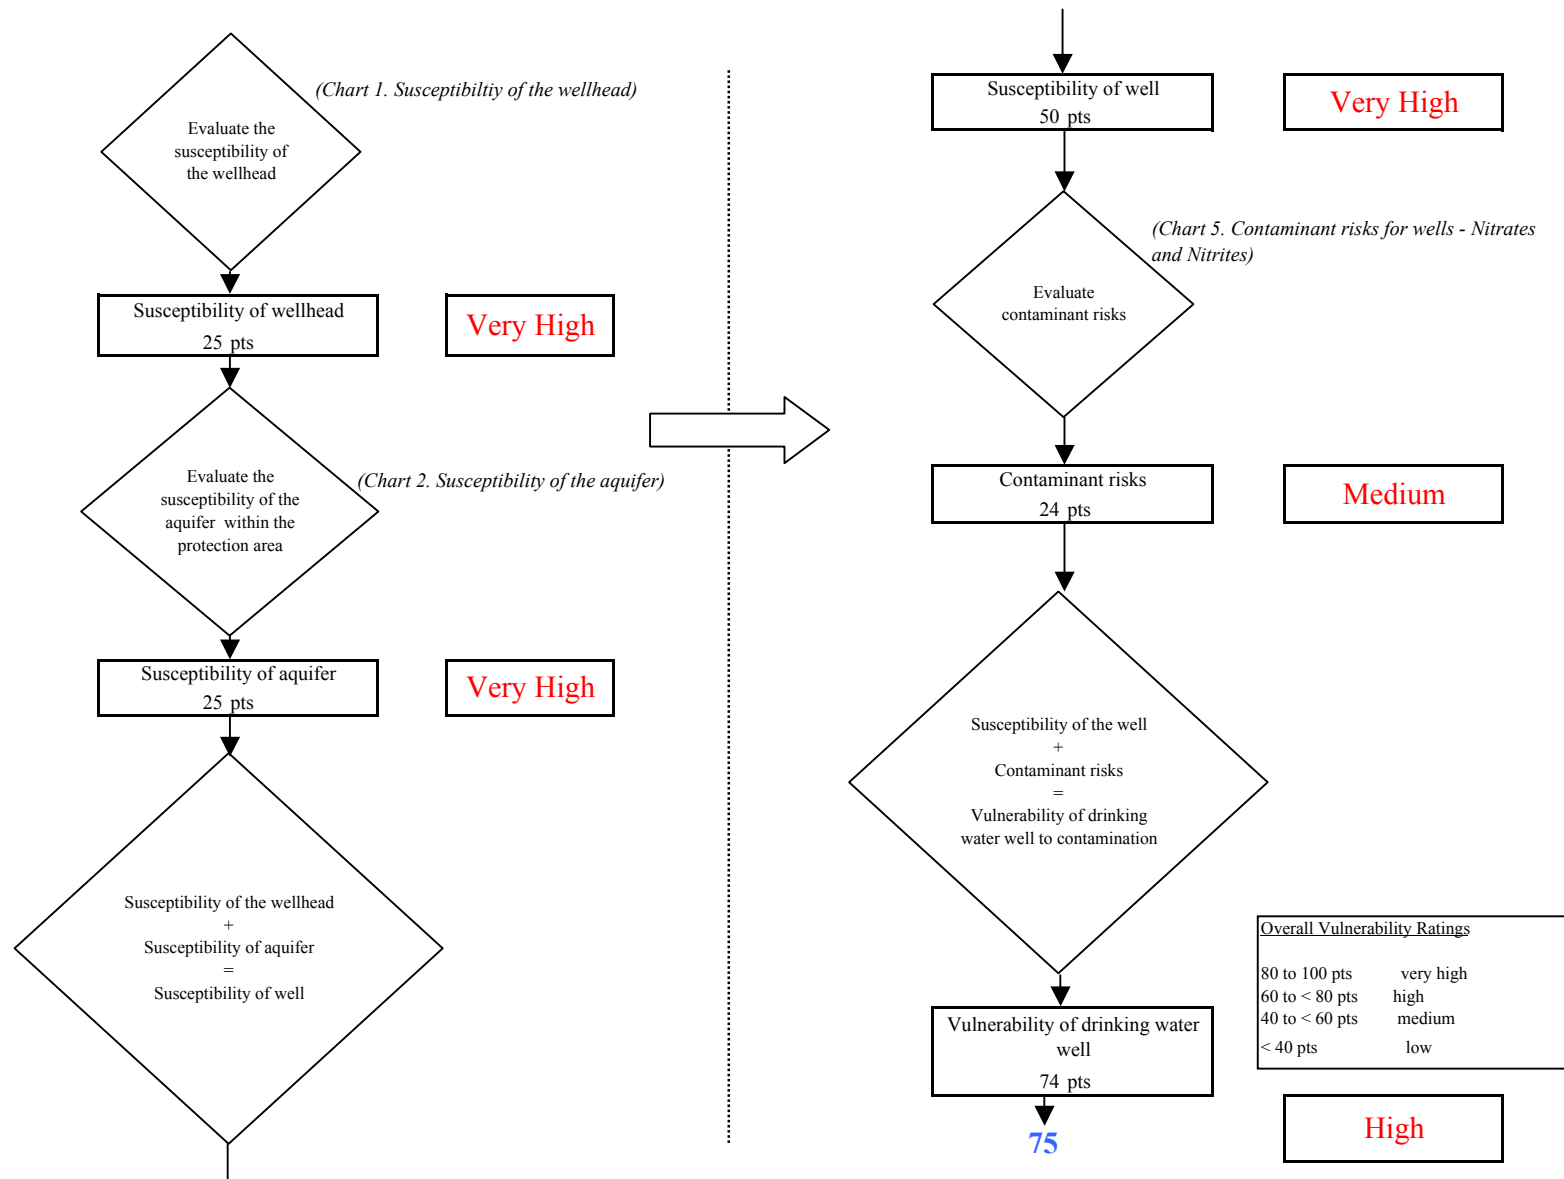 (Chart 1. Susceptibiltiy of the wellhead)
Evaluate the
susceptibility of
the wellhead
Susceptibility of wellhead
25 pts
Very High
Evaluate the
susceptibility of the
aquifer within the
protection area
(Chart 2. Susceptibility of the aquifer)
Susceptibility of aquifer
25 pts
Very High
Susceptibility of the wellhead
+
Susceptibility of aquifer
=
Susceptibility of well
Susceptibility of well
50 pts
Very High
(Chart 5. Contaminant risks for wells - Nitrates
and Nitrites)
Evaluate
contaminant risks
Contaminant risks
24 pts
Medium
Susceptibility of the well
+
Contaminant risks
=
Vulnerability of drinking
water well to contamination
Overall Vulnerability Ratings
80 to 100 pts very high
60 to < 80 pts high
40 to < 60 pts medium
< 40 pts low
Vulnerability of drinking water
well
74 pts
75
High